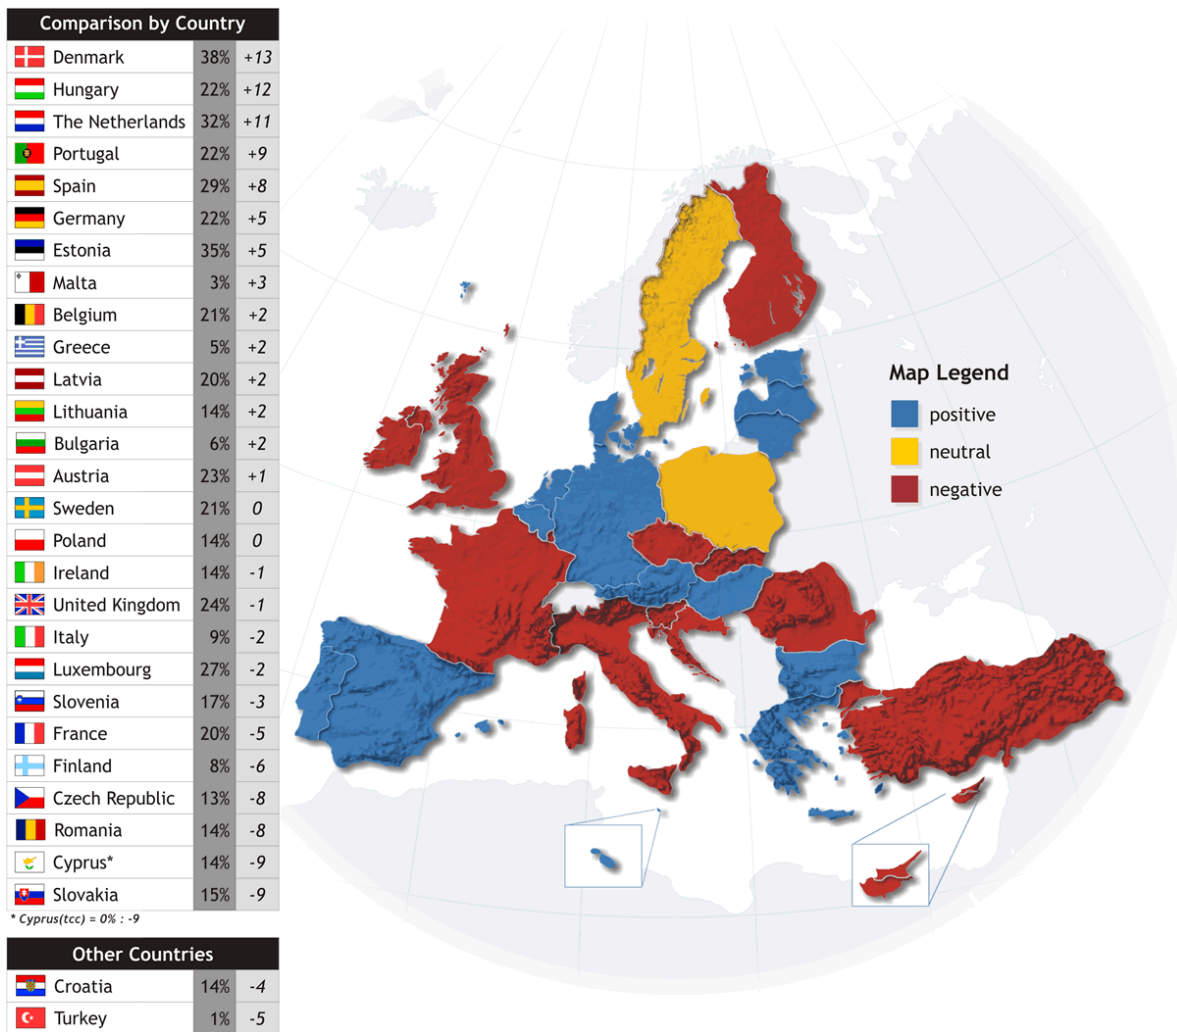 Comparison by Country
Denmark 38% +13
Hungary 22% +12
The Netherlands 32% +11
Portugal 22% +9
Spain 29% +8
Germany 22% +5
Estonia 35% +5
Malta 3% +3
Belgium 21% +2
Greece 5% +2
Latvia 20% +2
Lithuania 14% +2
Bulgaria 6% +2
Austria 23% +1
Sweden 21% 0
Poland 14% 0
Ireland 14% -1
United Kingdom 24% -1
Italy 9% -2
Luxembourg 27% -2
Slovenia 17% -3
France 20% -5
Finland 8% -6
Czech Republic 13% -8
Romania 14% -8
Cyprus* 14% -9
Slovakia 15% -9
* Cyprus(tcc) = 0% : -9
Other Countries
Croatia 14% -4
Turkey 1% -5
Map Legend
positive
neutral
negative